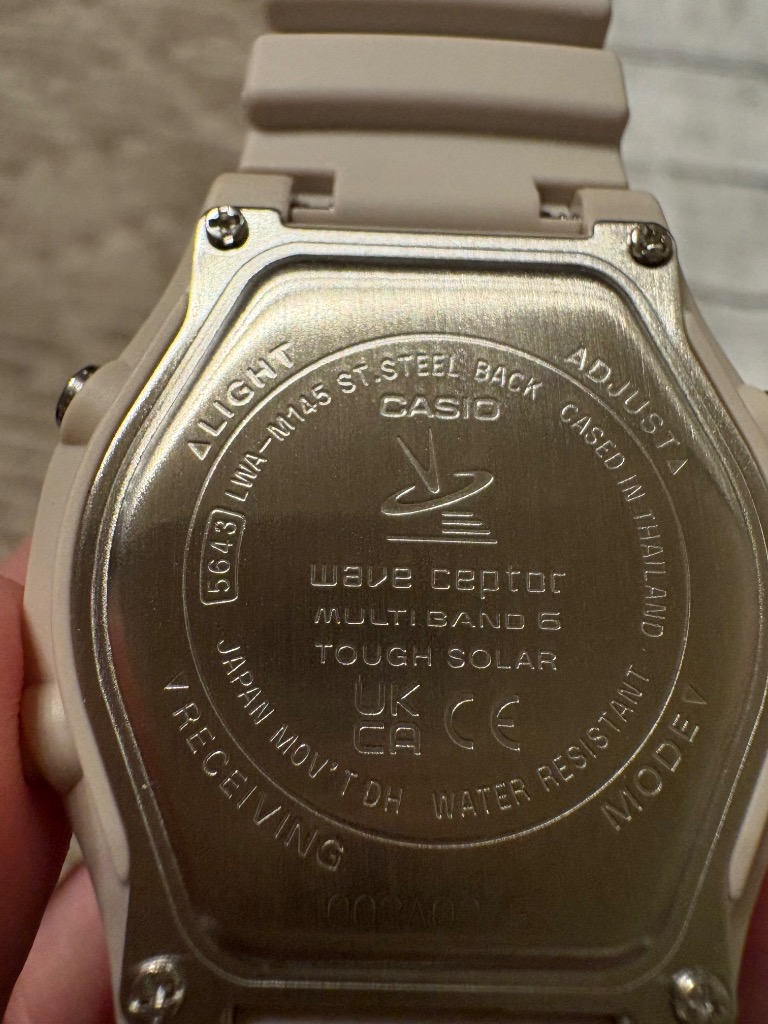 △LIGHT
ADJUST△
5643 LWA-M145 ST.STEEL BACK CASED IN THAILAND ·
CASIO
wave ceptor
MULTI BAND 6
TOUGH SOLAR
UK
CA CE
JAPAN MOV'T DH WATER RESISTANT
▽RECEIVING
MODE▽